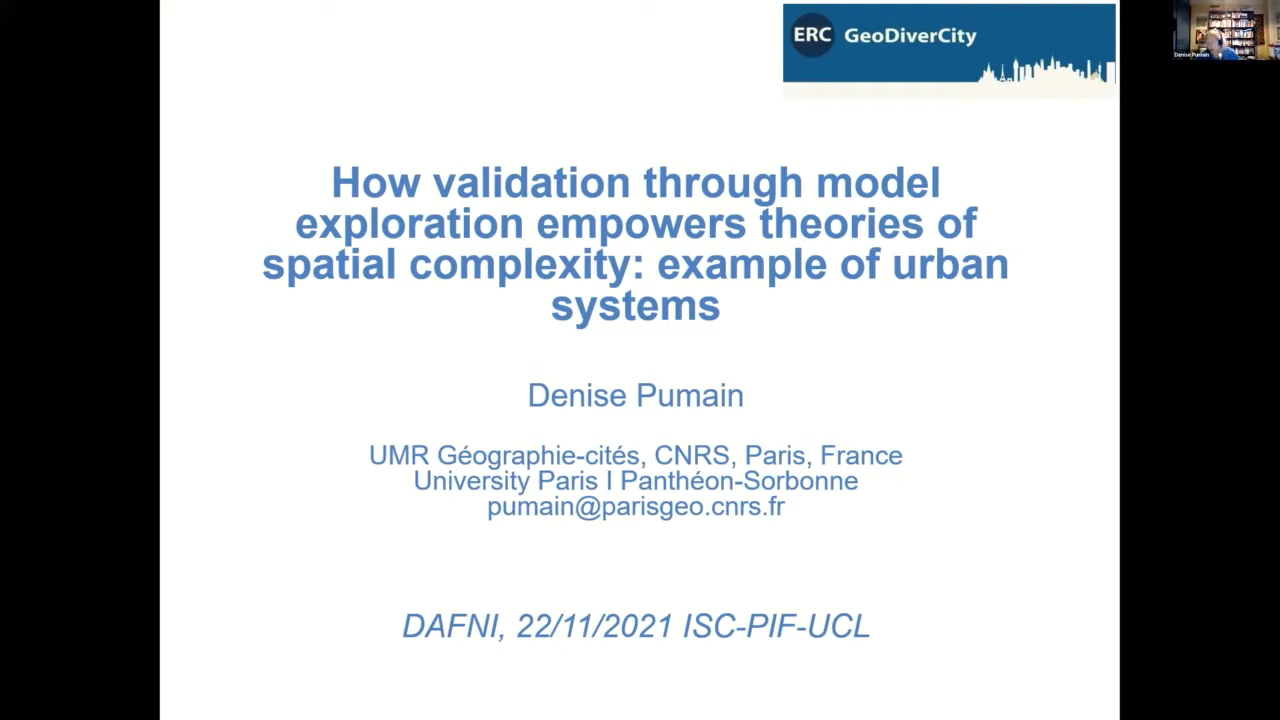 ERC GeoDiverCity
Denise Pumain
How validation through model
exploration empowers theories of
spatial complexity: example of urban
systems
Denise Pumain
UMR Géographie-cités, CNRS, Paris, France
University Paris I Panthéon-Sorbonne
pumain@parisgeo.cnrs.fr
DAFNI, 22/11/2021 ISC-PIF-UCL